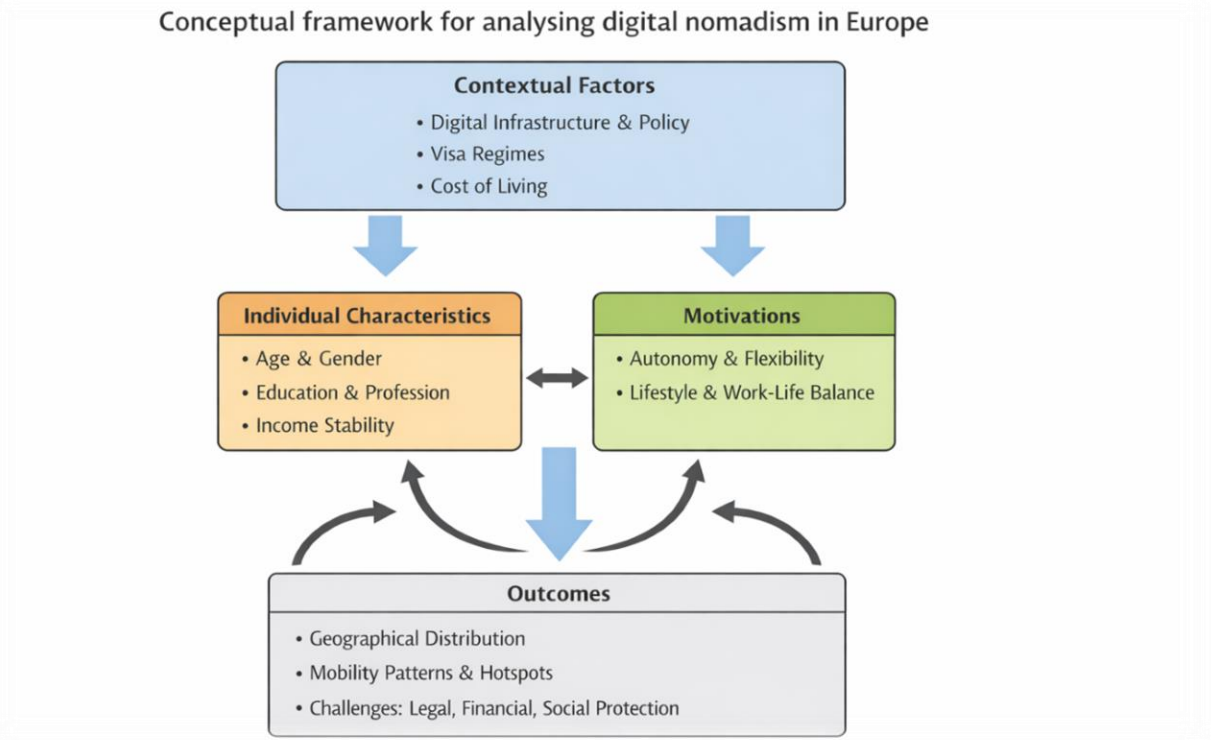 Conceptual framework for analysing digital nomadism in Europe
Contextual Factors
• Digital Infrastructure & Policy
• Visa Regimes
• Cost of Living
Individual Characteristics
• Age & Gender
• Education & Profession
• Income Stability
Motivations
• Autonomy & Flexibility
• Lifestyle & Work-Life Balance
Outcomes
• Geographical Distribution
• Mobility Patterns & Hotspots
• Challenges: Legal, Financial, Social Protection